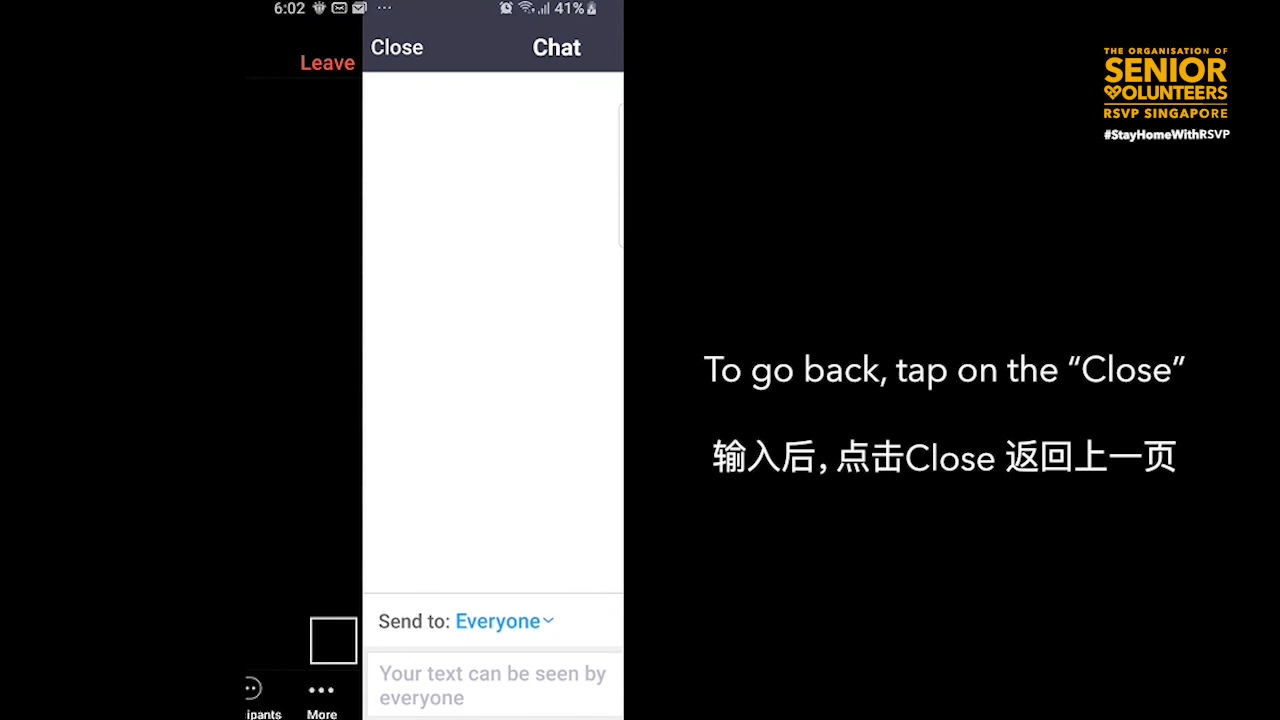 6:02
41%
Leave
Close
Chat
Send to: Everyone
Your text can be seen by
everyone
ipants
More
THE ORGANISATION OF
SENIOR
VOLUNTEERS
RSVP SINGAPORE
#StayHomeWithRSVP
To go back, tap on the “Close”
输入后，点击Close 返回上一页